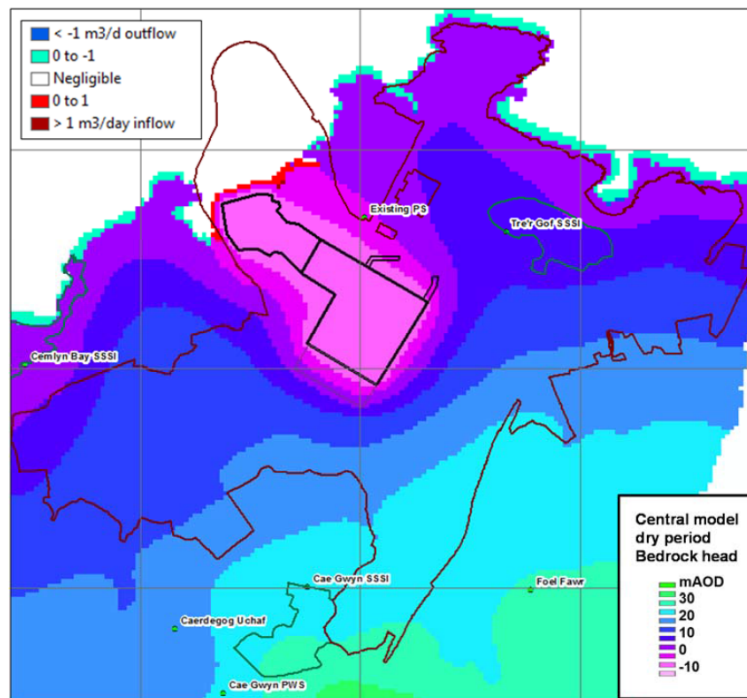 < -1 m3/d outflow
0 to -1
Negligible
0 to 1
> 1 m3/day inflow
Existing PS
Tre'r Gof SSSI
Cemlyn Bay SSSI
Central model
dry period
Bedrock head
mAOD
30
20
10
0
-10
Cae Gwyn SSSI
Foel Fawr
Caerdegog Uchaf
Cae Gwyn PWS